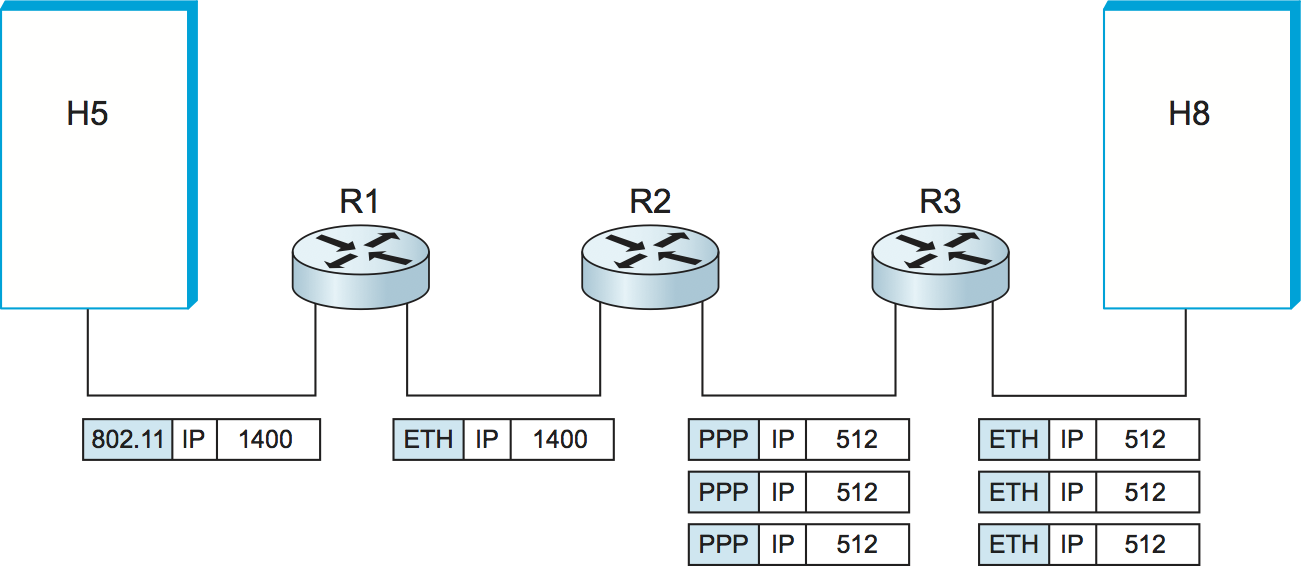 H5
H8
R1
R2
R3
802.11 IP 1400
ETH IP 1400
PPP IP 512
ETH IP 512
PPP IP 512
ETH IP 512
PPP IP 512
ETH IP 512